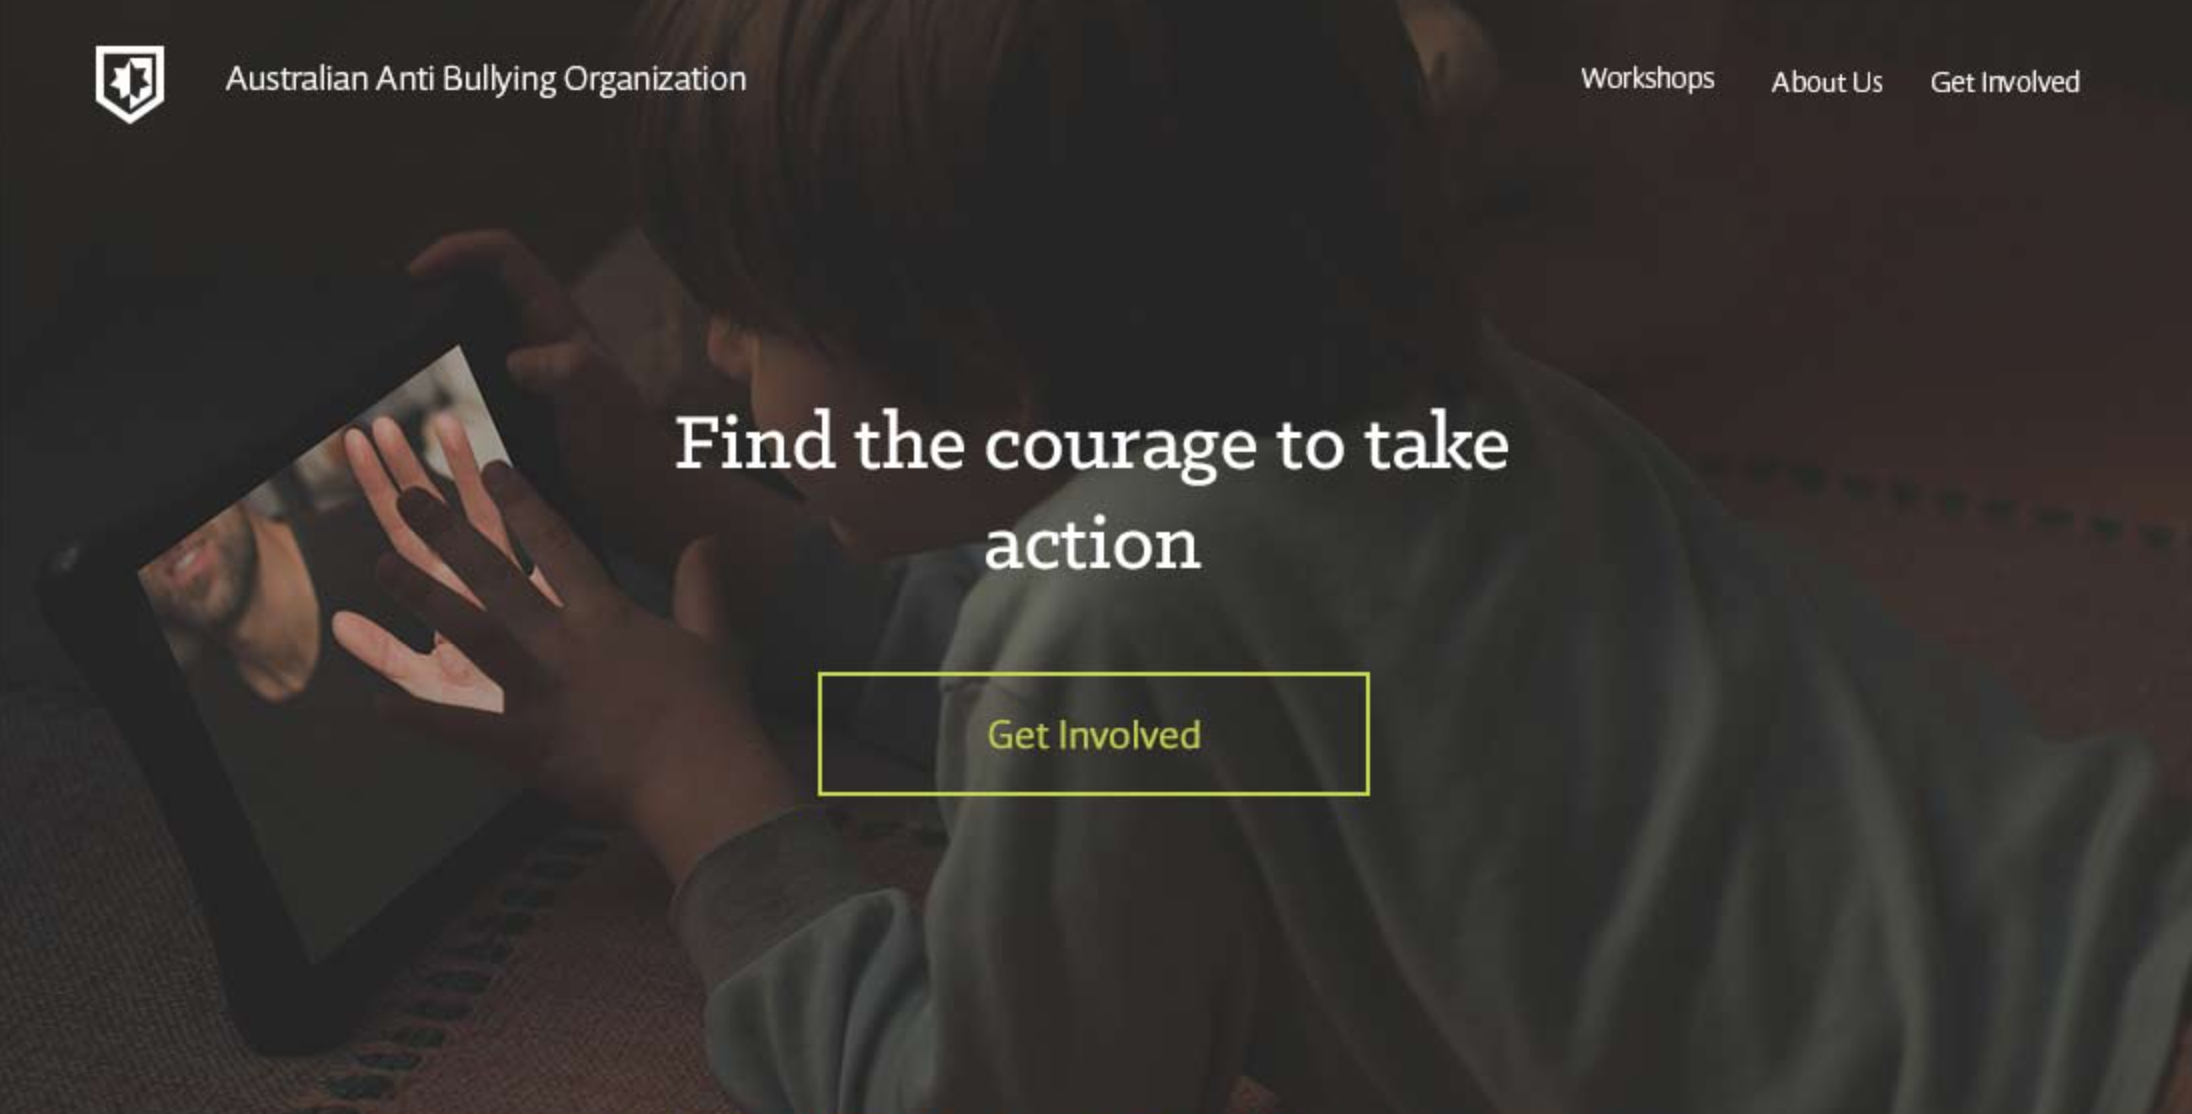 Australian Anti Bullying Organization
Workshops
About Us
Get Involved
Find the courage to take
action
Get Involved